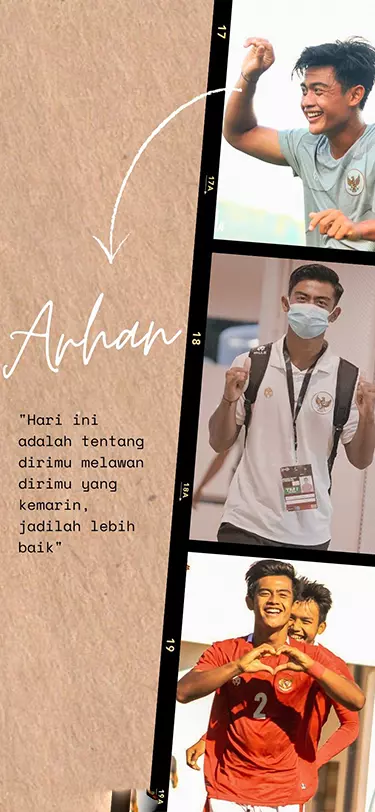 17
17A
Arhan
18
"Hari ini
adalah tentang
dirimu melawan
dirimu yang
kemarin,
jadilah lebih
baik"
18A
19
2
19A